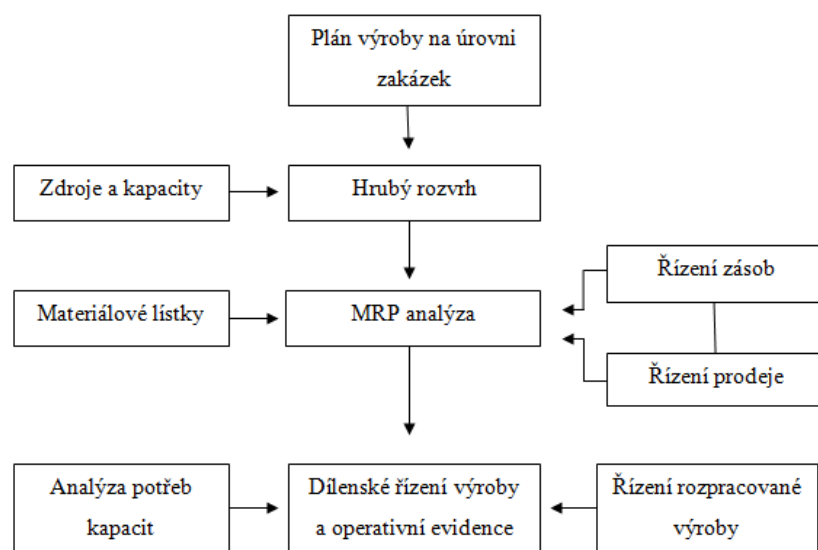 Plán výroby na úrovni
zakázek
Zdroje a kapacity
Hrubý rozvrh
Řízení zásob
Materiálové lístky
MRP analýza
Řízení prodeje
Analýza potřeb
kapacit
Dílenské řízení výroby
a operativní evidence
Řízení rozpracované
výroby